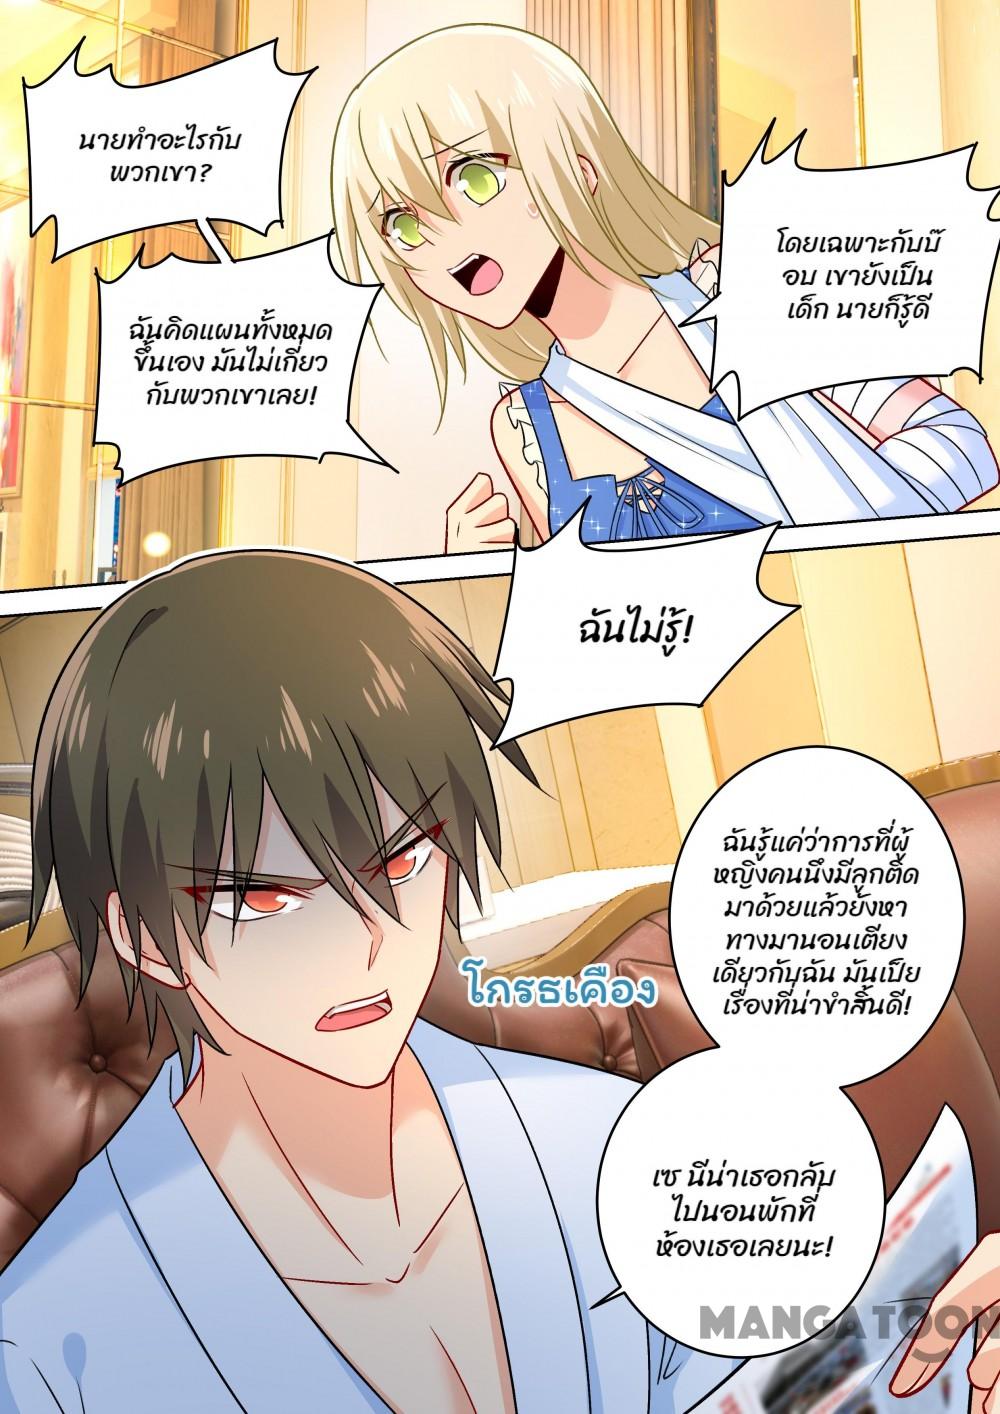 นายทำอะไรกับ
พวกเขา?
ฉันคิดแผนทั้งหมด
ขึ้นเอง มันไม่เกี่ยว
กับพวกเขาเลย!
โดยเฉพาะกับบ๊
อบ เขายังเป็น
เด็ก นายก็รู้ดี
ฉันไม่รู้!
ฉันรู้แค่ว่าการที่ผู้
หญิงคนนึงมีลูกติด
มาด้วยแล้วยังหา
ทางมานอนเตียง
เดียวกับฉัน มันเป็ย
เรื่องที่น่าขำสิ้นดี!
โกรธเคือง
เซ นีน่าเธอกลับ
ไปนอนพักที่
ห้องเธอเลยนะ!
MANGATOON